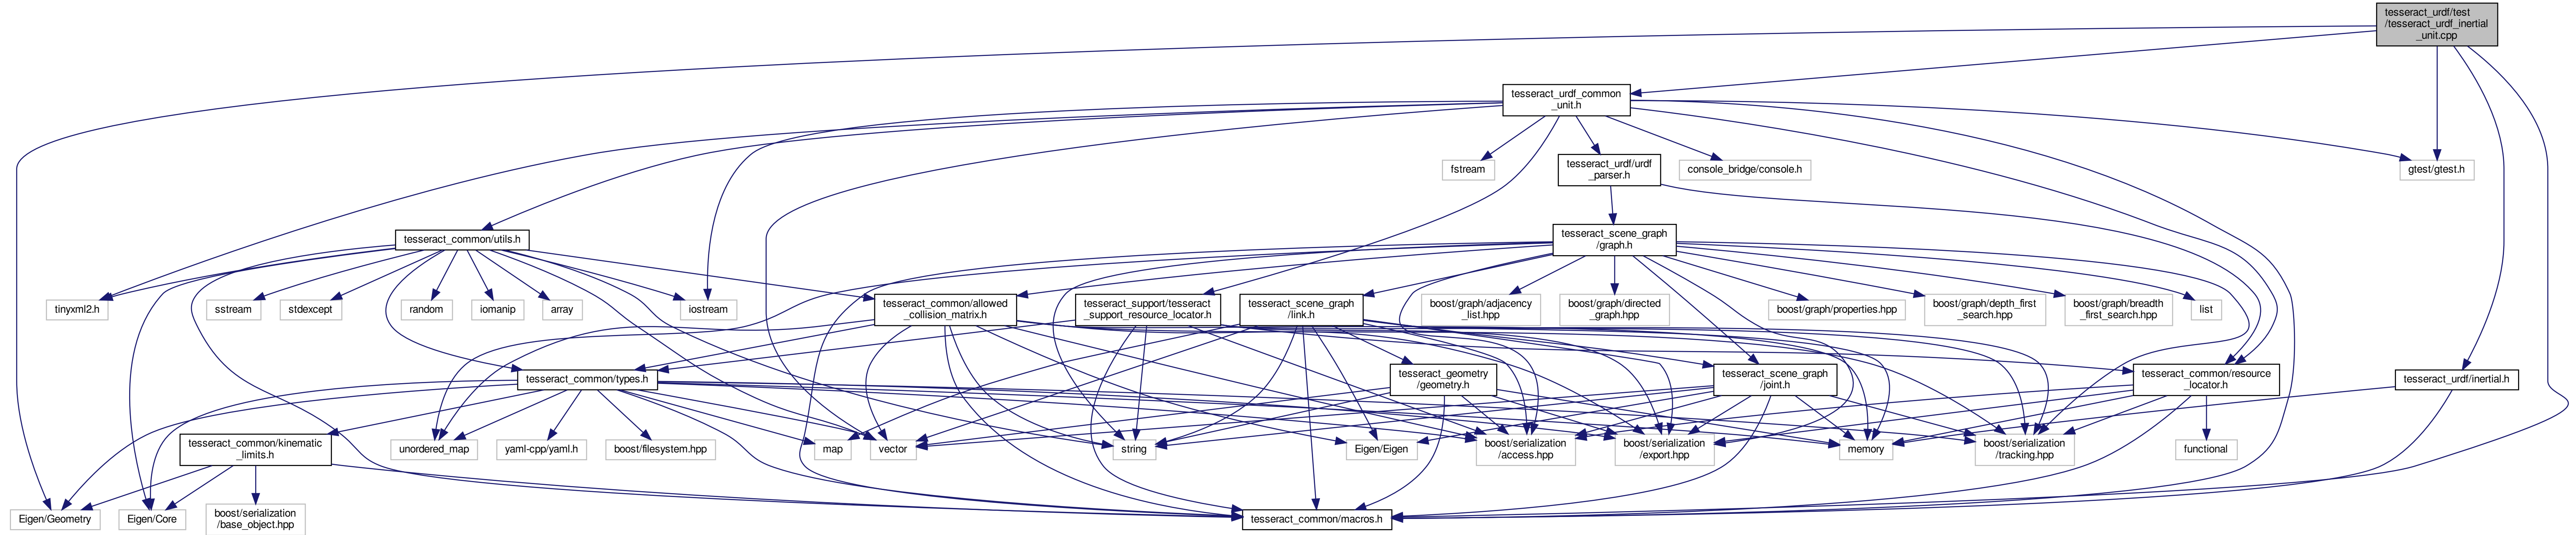 tesseract_urdf/test
/tesseract_urdf_inertial
_unit.cpp
tesseract_urdf_common
_unit.h
fstream
tesseract_urdf/urdf
_parser.h
console_bridge/console.h
gtest/gtest.h
tesseract_common/utils.h
tesseract_scene_graph
/graph.h
tinyxml2.h
sstream
stdexcept
random
iomanip
array
iostream
tesseract_common/allowed
_collision_matrix.h
tesseract_support/tesseract
_support_resource_locator.h
tesseract_scene_graph
/link.h
boost/graph/adjacency
_list.hpp
boost/graph/directed
_graph.hpp
boost/graph/properties.hpp
boost/graph/depth_first
_search.hpp
boost/graph/breadth
_first_search.hpp
list
tesseract_common/types.h
tesseract_geometry
/geometry.h
tesseract_scene_graph
/joint.h
tesseract_common/resource
_locator.h
tesseract_urdf/inertial.h
tesseract_common/kinematic
_limits.h
unordered_map
yaml-cpp/yaml.h
boost/filesystem.hpp
map
vector
string
Eigen/Eigen
boost/serialization
/access.hpp
boost/serialization
/export.hpp
memory
boost/serialization
/tracking.hpp
functional
Eigen/Geometry
Eigen/Core
boost/serialization
/base_object.hpp
tesseract_common/macros.h